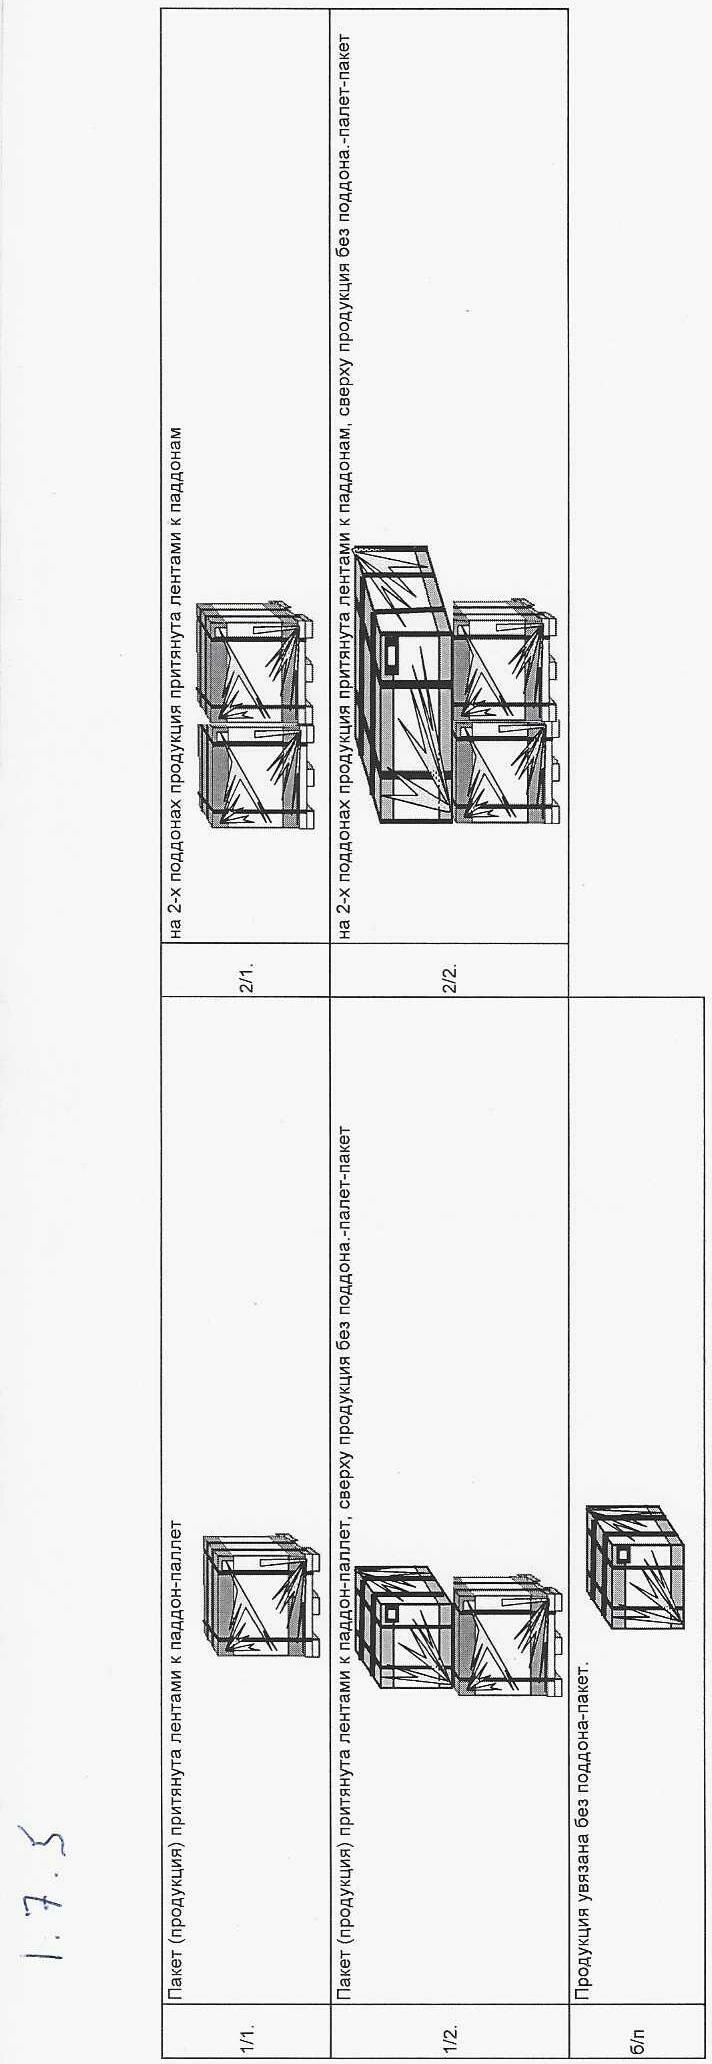 1.7.5
1/1.
Пакет (продукция) притянута лентами к паддон-паллет
2/1.
на 2-х поддонах продукция притянута лентами к паддонам
1/2.
Пакет (продукция) притянута лентами к паддон-паллет, сверху продукция без поддона.-палет-пакет
2/2.
на 2-х поддонах продукция притянута лентами к паддонам, сверху продукция без поддона.-палет-пакет
б/п
Продукция увязана без поддона-пакет.